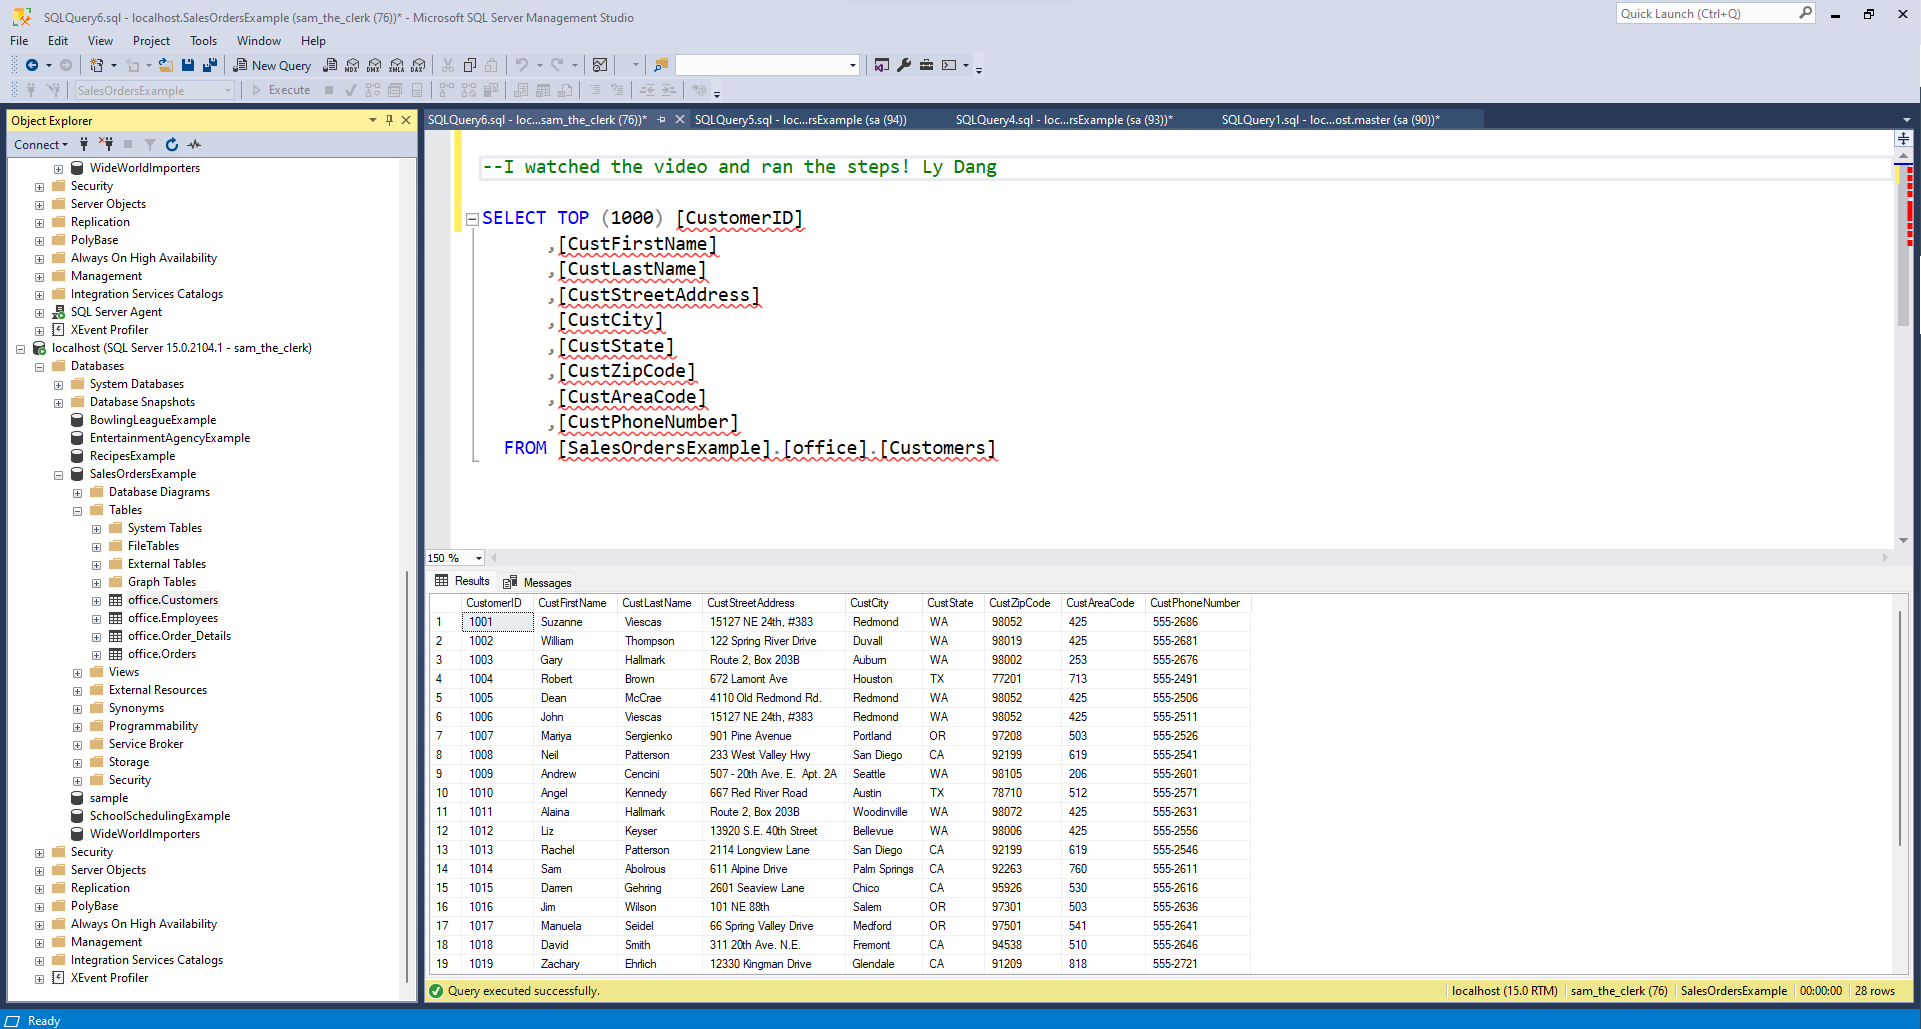 SQLQuery6.sql - localhost.SalesOrdersExample (sam_the_clerk (76))* - Microsoft SQL Server Management Studio
Quick Launch (Ctrl+Q)
File Edit View Project Tools Window Help
New Query
MDX DMX XMLA DAX
SalesOrdersExample
Execute
Object Explorer
Connect
WideWorldImporters
Security
Server Objects
Replication
PolyBase
Always On High Availability
Management
Integration Services Catalogs
SQL Server Agent
XEvent Profiler
localhost (SQL Server 15.0.2104.1 - sam_the_clerk)
Databases
System Databases
Database Snapshots
BowlingLeagueExample
EntertainmentAgencyExample
RecipesExample
SalesOrdersExample
Database Diagrams
Tables
System Tables
FileTables
External Tables
Graph Tables
office.Customers
office.Employees
office.Order_Details
office.Orders
Views
External Resources
Synonyms
Programmability
Service Broker
Storage
Security
sample
SchoolSchedulingExample
WideWorldImporters
Security
Server Objects
Replication
PolyBase
Always On High Availability
Management
Integration Services Catalogs
XEvent Profiler
SQLQuery6.sql - loc...sam_the_clerk (76))* SQLQuery5.sql - loc...rsExample (sa (94)) SQLQuery4.sql - loc...rsExample (sa (93))* SQLQuery1.sql - loc...ost.master (sa (90))*
--I watched the video and ran the steps! Ly Dang
SELECT TOP (1000) [CustomerID]
,[CustFirstName]
,[CustLastName]
,[CustStreetAddress]
,[CustCity]
,[CustState]
,[CustZipCode]
,[CustAreaCode]
,[CustPhoneNumber]
FROM [SalesOrdersExample].[office].[Customers]
150 %
Results Messages
CustomerID CustFirstName CustLastName CustStreetAddress CustCity CustState CustZipCode CustAreaCode CustPhoneNumber
1 1001 Suzanne Viescas 15127 NE 24th, #383 Redmond WA 98052 425 555-2686
2 1002 William Thompson 122 Spring River Drive Duvall WA 98019 425 555-2681
3 1003 Gary Hallmark Route 2, Box 203B Auburn WA 98002 253 555-2676
4 1004 Robert Brown 672 Lamont Ave Houston TX 77201 713 555-2491
5 1005 Dean McCrae 4110 Old Redmond Rd. Redmond WA 98052 425 555-2506
6 1006 John Viescas 15127 NE 24th, #383 Redmond WA 98052 425 555-2511
7 1007 Mariya Sergienko 901 Pine Avenue Portland OR 97208 503 555-2526
8 1008 Neil Patterson 233 West Valley Hwy San Diego CA 92199 619 555-2541
9 1009 Andrew Cencini 507 - 20th Ave. E. Apt. 2A Seattle WA 98105 206 555-2601
10 1010 Angel Kennedy 667 Red River Road Austin TX 78710 512 555-2571
11 1011 Alaina Hallmark Route 2, Box 203B Woodinville WA 98072 425 555-2631
12 1012 Liz Keyser 13920 S.E. 40th Street Bellevue WA 98006 425 555-2556
13 1013 Rachel Patterson 2114 Longview Lane San Diego CA 92199 619 555-2546
14 1014 Sam Abolrous 611 Alpine Drive Palm Springs CA 92263 760 555-2611
15 1015 Darren Gehring 2601 Seaview Lane Chico CA 95926 530 555-2616
16 1016 Jim Wilson 101 NE 88th Salem OR 97301 503 555-2636
17 1017 Manuela Seidel 66 Spring Valley Drive Medford OR 97501 541 555-2641
18 1018 David Smith 311 20th Ave. N.E. Fremont CA 94538 510 555-2646
19 1019 Zachary Ehrlich 12330 Kingman Drive Glendale CA 91209 818 555-2721
Query executed successfully. localhost (15.0 RTM) sam_the_clerk (76) SalesOrdersExample 00:00:00 28 rows
Ready